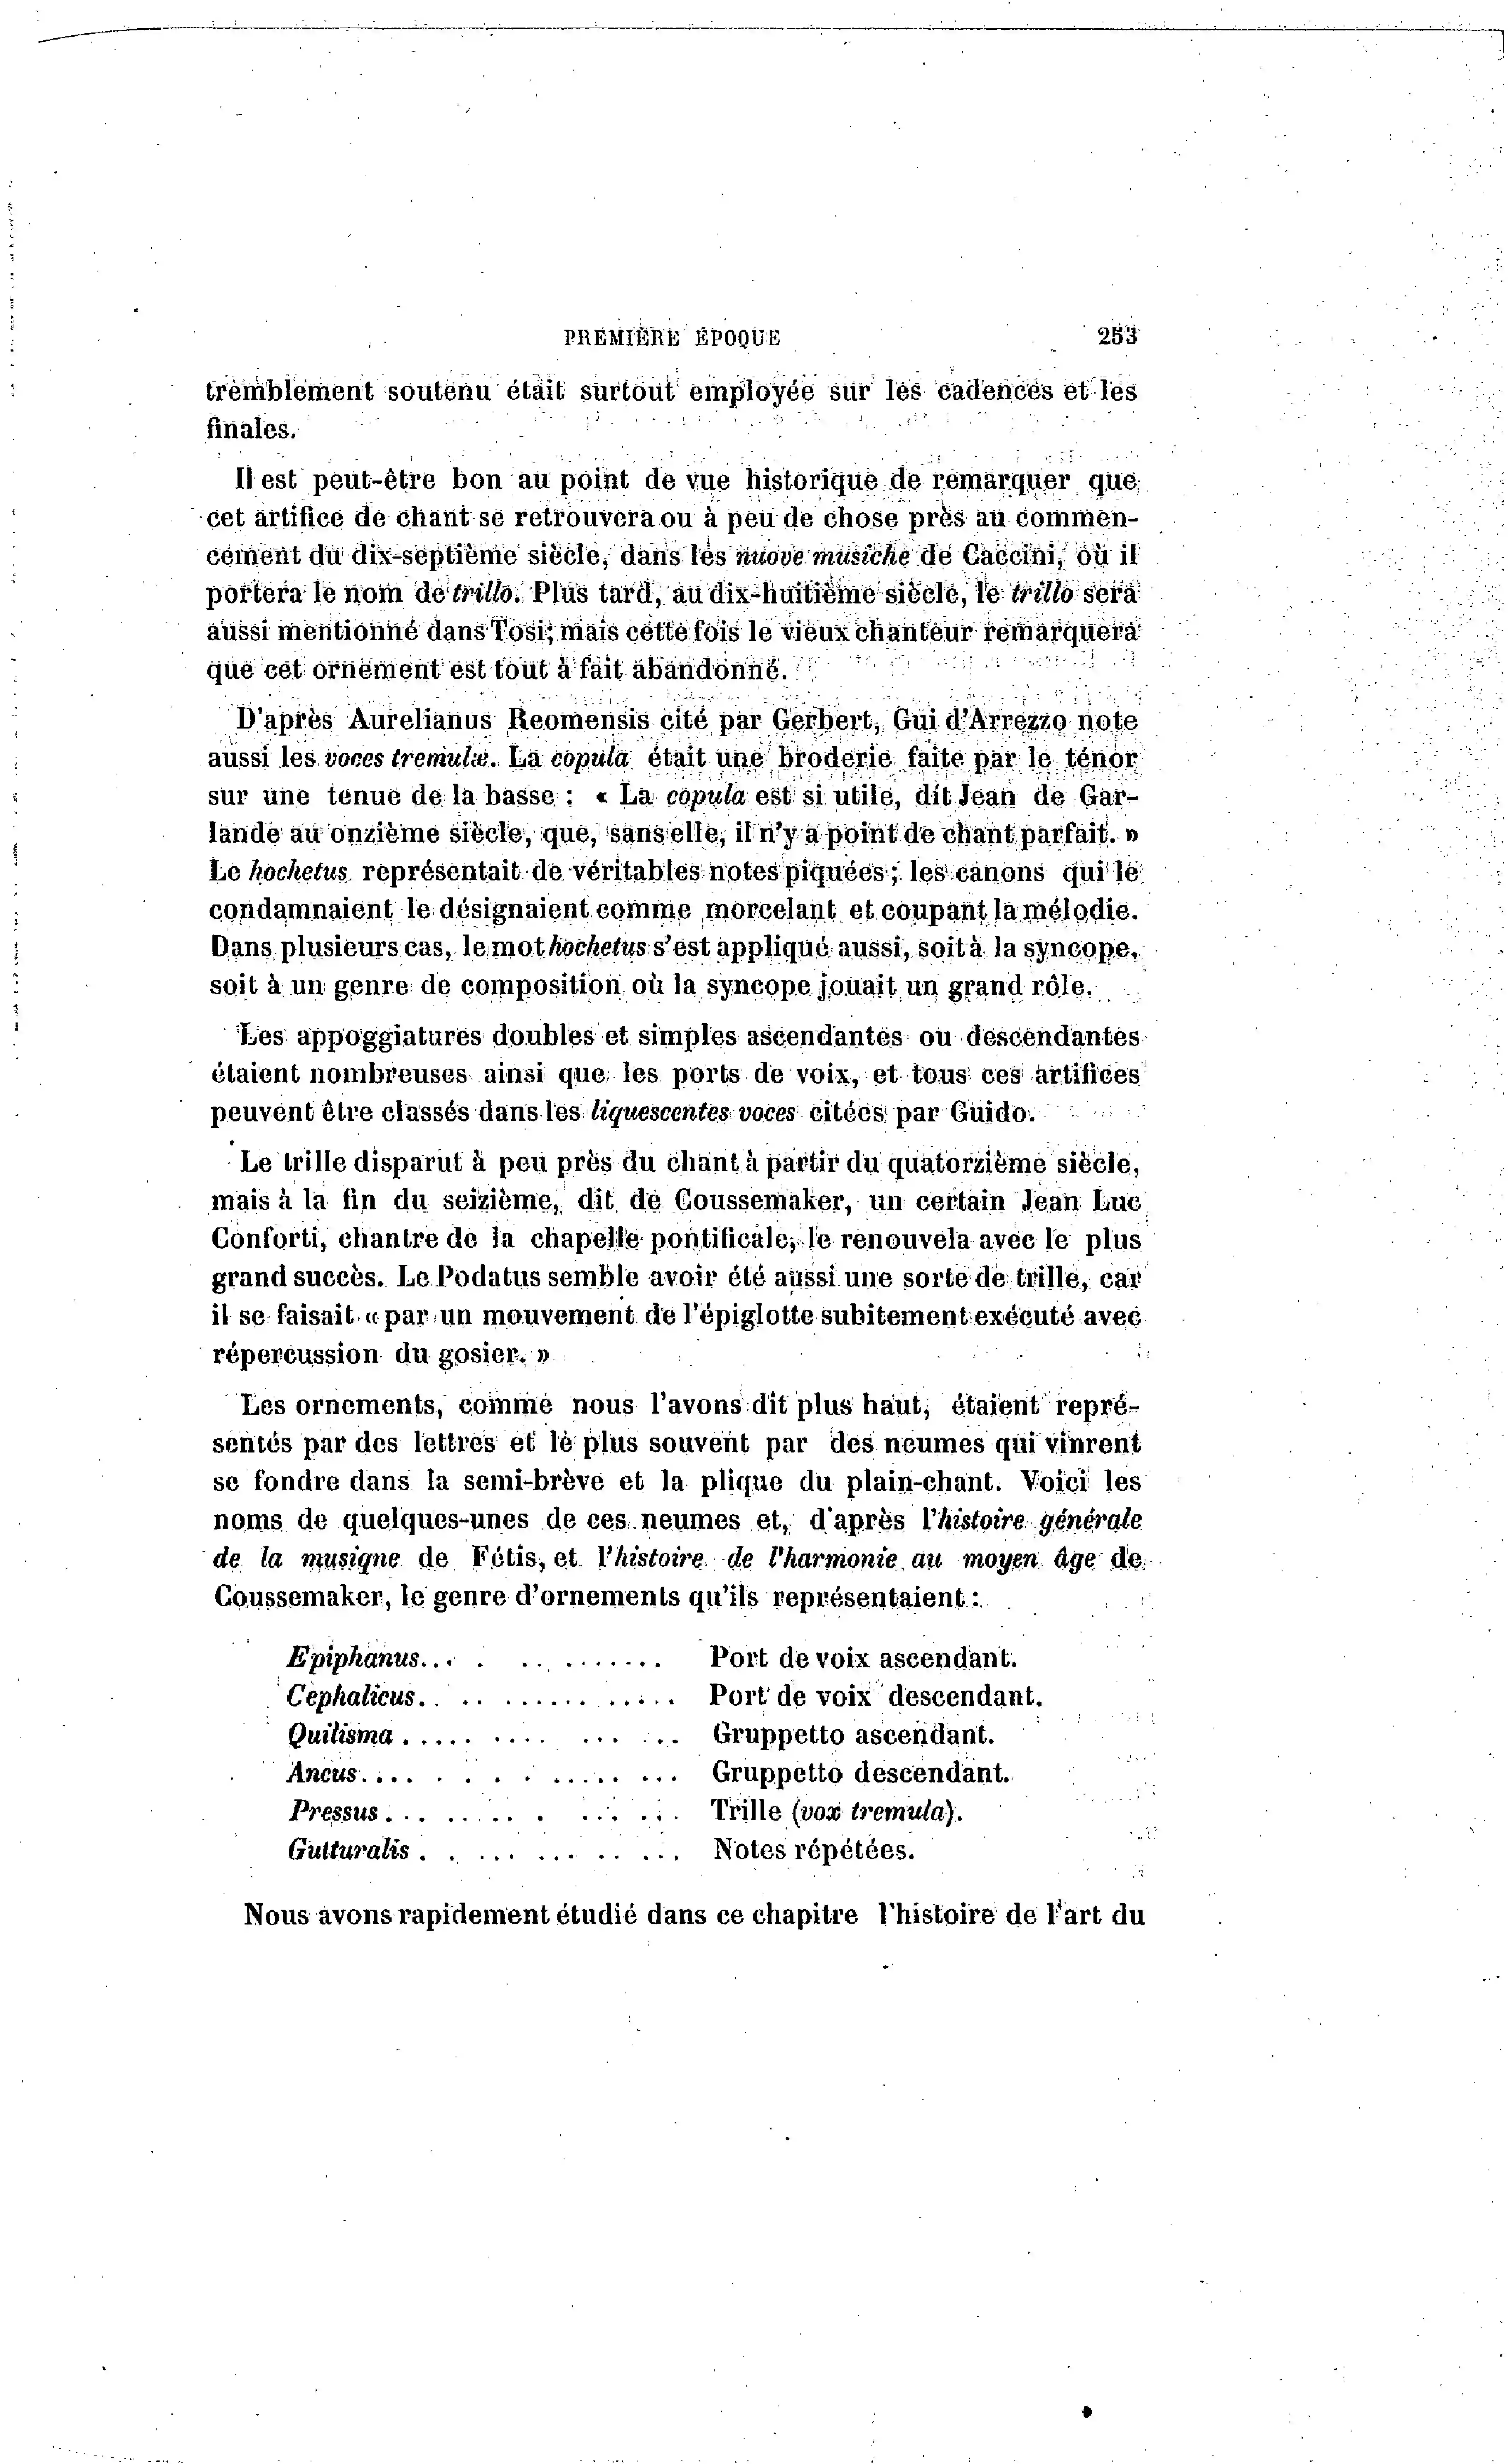 PREMIÈRE ÉPOQUE 253
tremblement soutenu était surtout employée sur les cadences et les
finales.
Il est peut-être bon au point de vue historique de remarquer que
cet artifice de chant se retrouvera ou à peu de chose près au commen-
cement du dix-septième siècle, dans les nuove musiche de Caccini, où il
portera le nom de trillo. Plus tard, au dix-huitième siècle, le trillo sera
aussi mentionné dans Tosi; mais cette fois le vieux chanteur remarquera
que cet ornement est tout à fait abandonné.
D'après Aurelianus Reomensis cité par Gerbert, Gui d'Arrezzo note
aussi les voces tremulæ. La copula était une broderie faite par le ténor
sur une tenue de la basse : « La copula est si utile, dit Jean de Gar-
lande au onzième siècle, que, sans elle, il n'y a point de chant parfait. »
Le hochetus représentait de véritables notes piquées; les canons qui le
condamnaient le désignaient comme morcelant et coupant la mélodie.
Dans plusieurs cas, le mot hochetus s'est appliqué aussi, soit à la syncope,
soit à un genre de composition où la syncope jouait un grand rôle.
Les appoggiatures doubles et simples ascendantes ou descendantes
étaient nombreuses ainsi que les ports de voix, et tous ces artifices
peuvent être classés dans les liquescentes voces citées par Guido.
Le trille disparut à peu près du chant à partir du quatorzième siècle,
mais à la fin du seizième, dit de Coussemaker, un certain Jean Luc
Conforti, chantre de la chapelle pontificale, le renouvela avec le plus
grand succès. Le Podatus semble avoir été aussi une sorte de trille, car
il se faisait « par un mouvement de l'épiglotte subitement exécuté avec
répercussion du gosier. »
Les ornements, comme nous l'avons dit plus haut, étaient repré-
sentés par des lettres et le plus souvent par des neumes qui vinrent
se fondre dans la semi-brève et la plique du plain-chant. Voici les
noms de quelques-unes de ces neumes et, d'après l'histoire générale
de la musique de Fétis, et l'histoire de l'harmonie au moyen âge de
Coussemaker, le genre d'ornements qu'ils représentaient :
Epiphanus................ Port de voix ascendant.
Cephalicus................ Port de voix descendant.
Quilisma................ Gruppetto ascendant.
Ancus................ Gruppetto descendant.
Pressus................ Trille (vox tremula).
Gutturalis................ Notes répétées.
Nous avons rapidement étudié dans ce chapitre l'histoire de l'art du